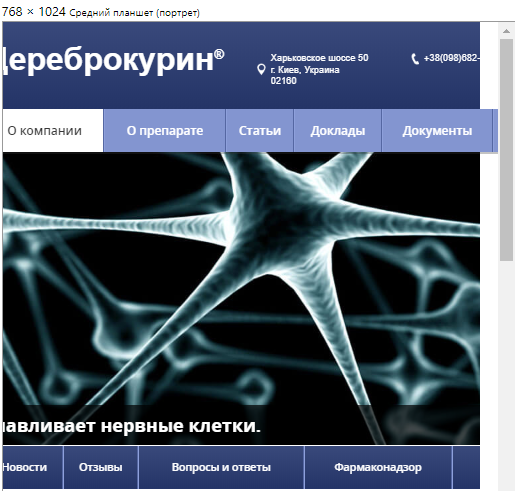 768 × 1024 Средний планшет (портрет)
Цереброкурин®
Харьковское шоссе 50
г. Киев, Украина
02160
+38(098)682-
О компании
О препарате
Статьи
Доклады
Документы
навливает нервные клетки.
Новости
Отзывы
Вопросы и ответы
Фармаконадзор